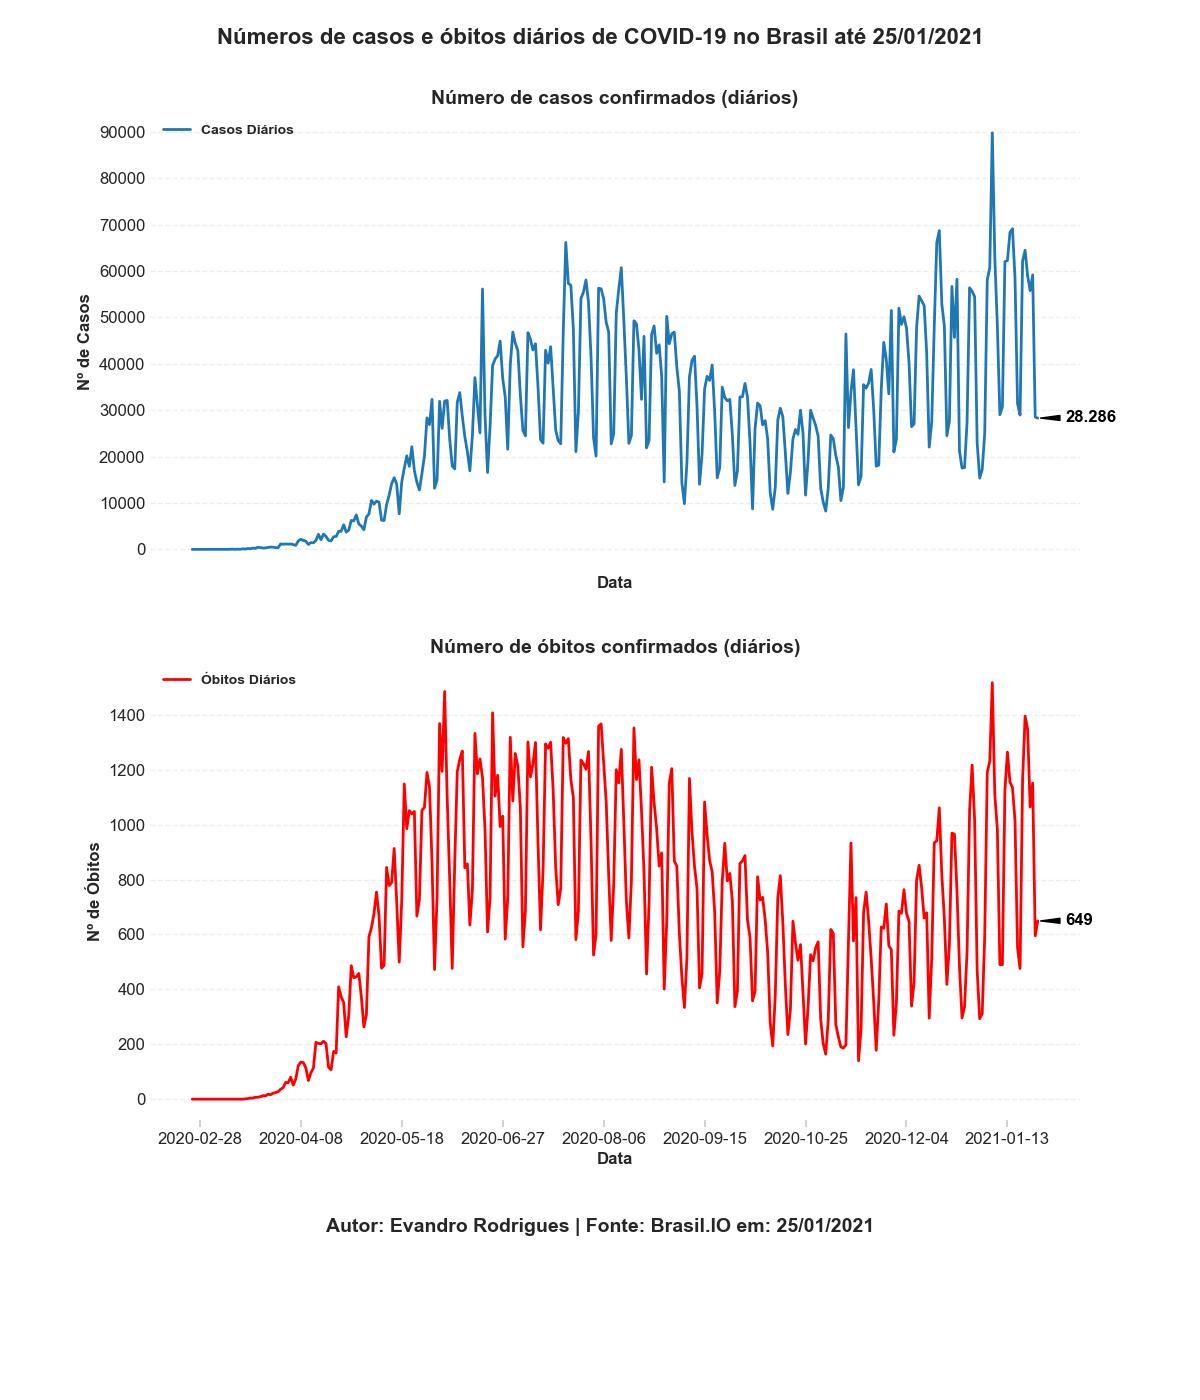 Números de casos e óbitos diários de COVID-19 no Brasil até 25/01/2021
Número de casos confirmados (diários)
Casos Diários
90000
80000
70000
60000
50000
40000
30000
20000
10000
0
Nº de Casos
28.286
Data
Número de óbitos confirmados (diários)
Óbitos Diários
1400
1200
1000
800
600
400
200
0
Nº de Óbitos
649
2020-02-28 2020-04-08 2020-05-18 2020-06-27 2020-08-06 2020-09-15 2020-10-25 2020-12-04 2021-01-13
Data
Autor: Evandro Rodrigues | Fonte: Brasil.IO em: 25/01/2021